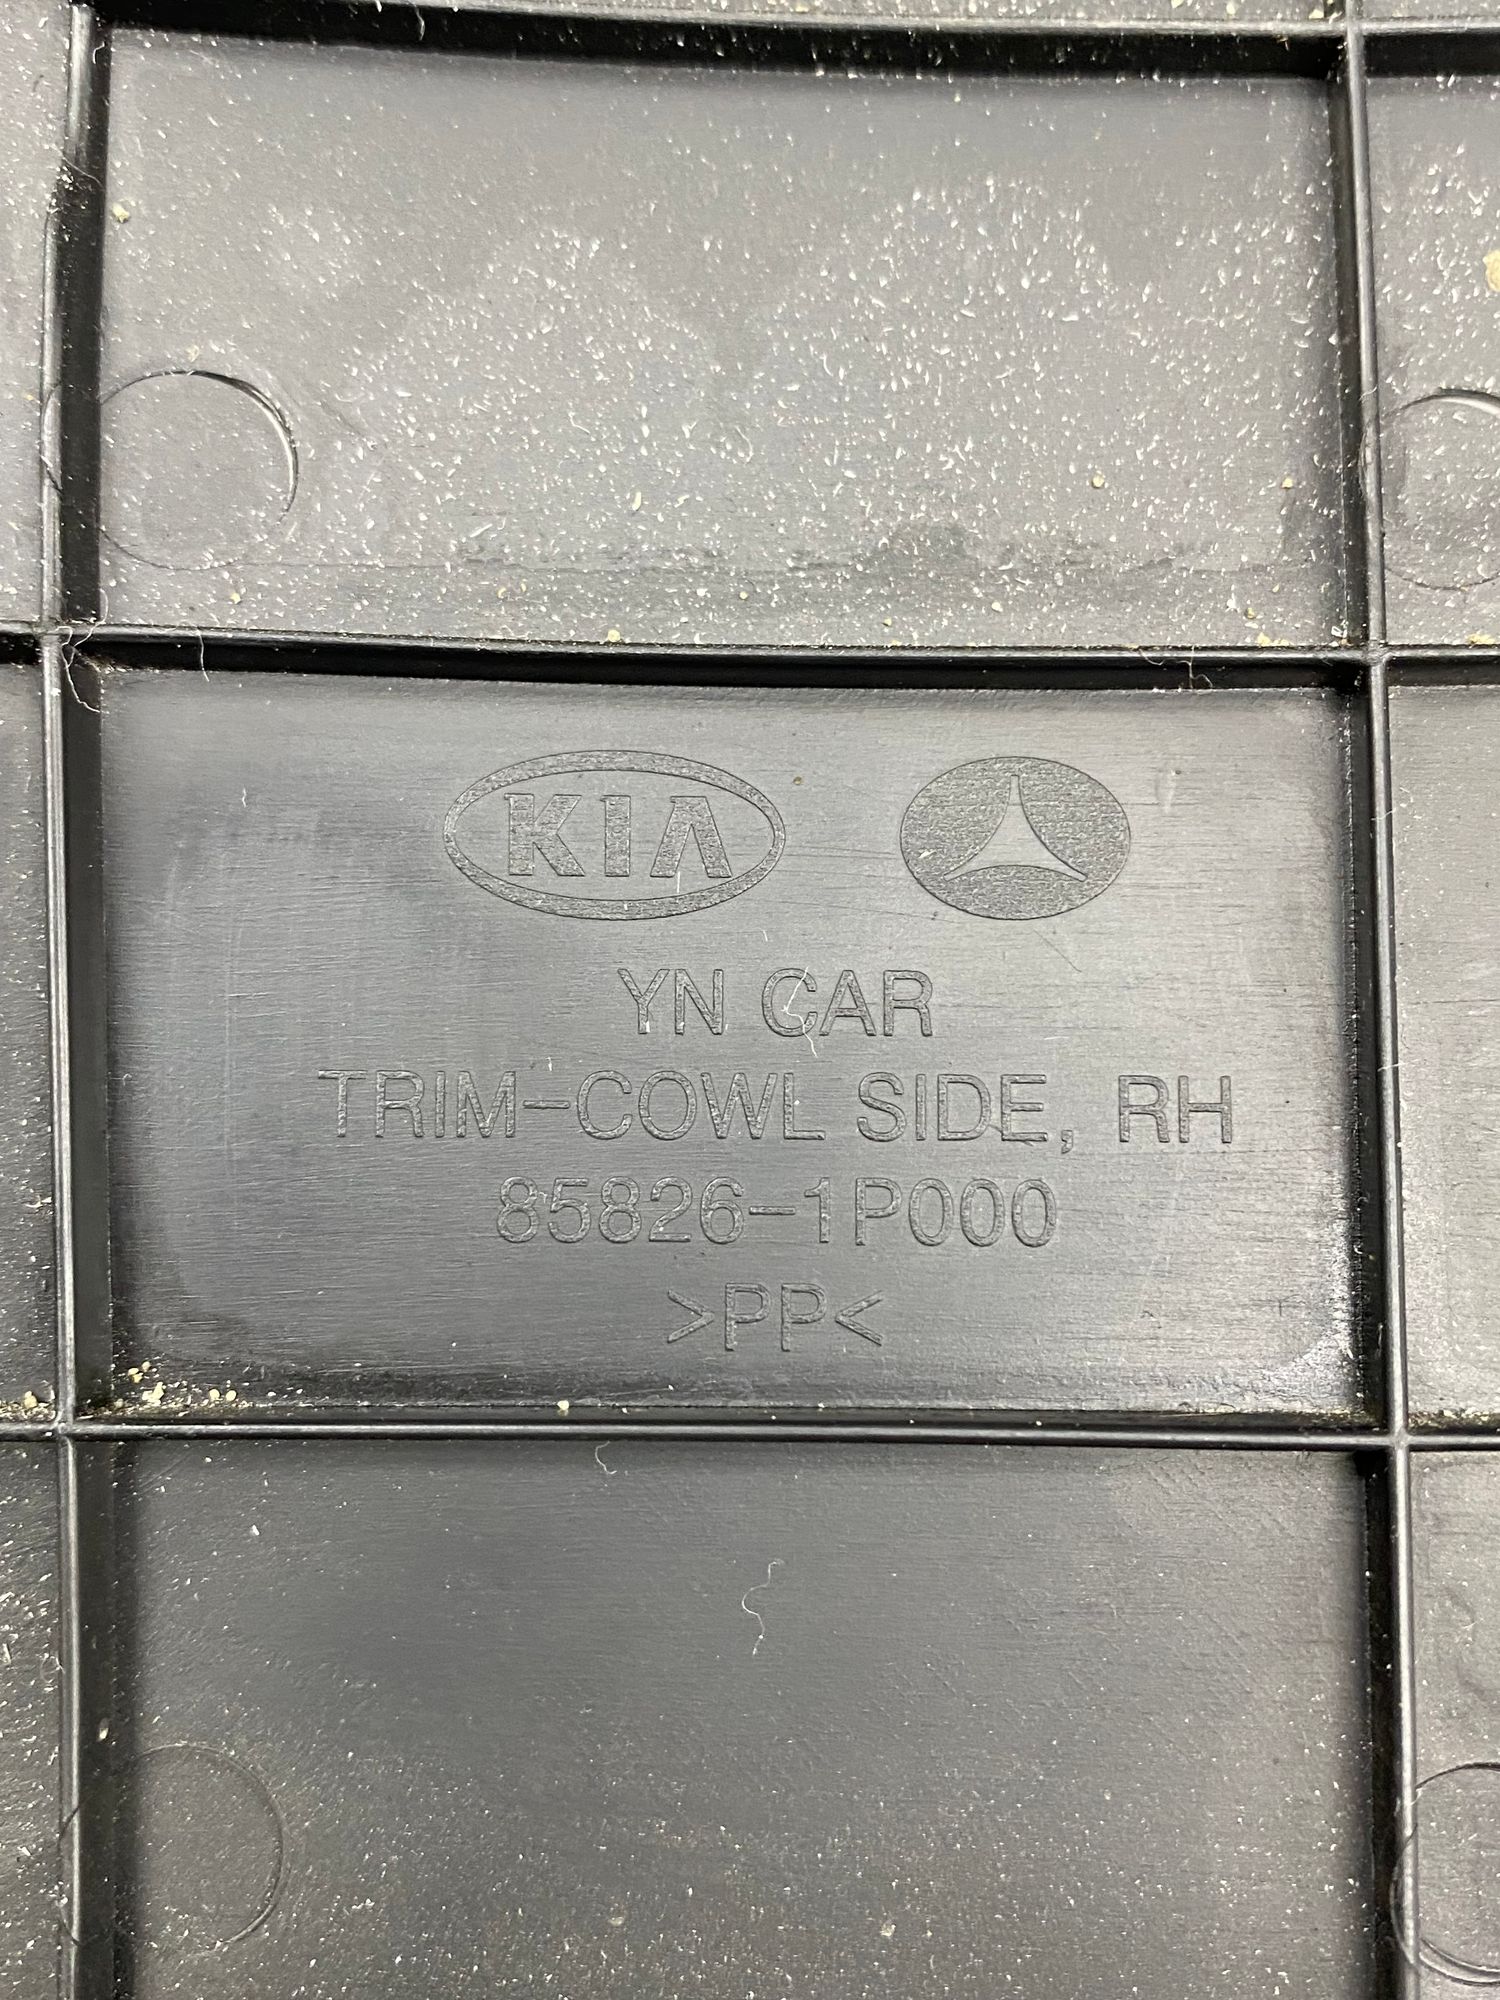 KIA
YN CAR
TRIM-COWL SIDE, RH
85826-1P000
>PP<